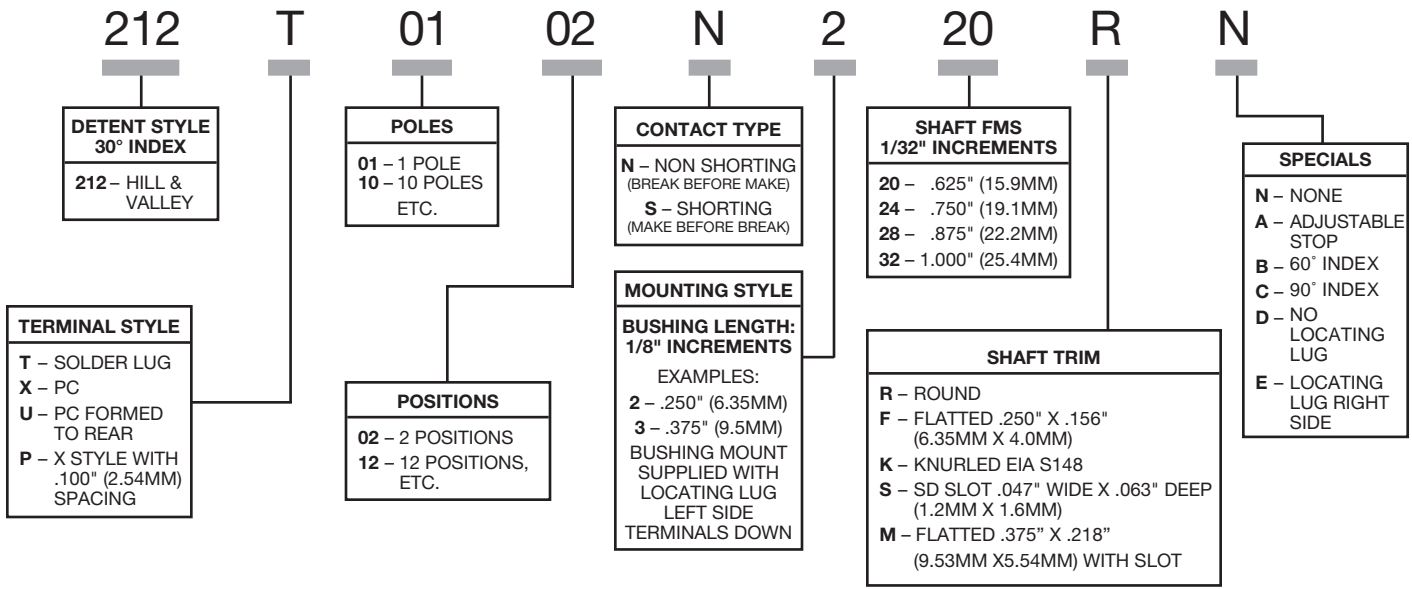 212 T 01 02 N 2 20 R N
DETENT STYLE
30° INDEX
212 – HILL &
VALLEY
POLES
01 – 1 POLE
10 – 10 POLES
ETC.
CONTACT TYPE
N – NON SHORTING
(BREAK BEFORE MAKE)
S – SHORTING
(MAKE BEFORE BREAK)
SHAFT FMS
1/32" INCREMENTS
20 – .625" (15.9MM)
24 – .750" (19.1MM)
28 – .875" (22.2MM)
32 – 1.000" (25.4MM)
SPECIALS
N – NONE
A – ADJUSTABLE
STOP
B – 60° INDEX
C – 90° INDEX
D – NO
LOCATING
LUG
E – LOCATING
LUG RIGHT
SIDE
TERMINAL STYLE
T – SOLDER LUG
X – PC
U – PC FORMED
TO REAR
P – X STYLE WITH
.100" (2.54MM)
SPACING
POSITIONS
02 – 2 POSITIONS
12 – 12 POSITIONS,
ETC.
MOUNTING STYLE
BUSHING LENGTH:
1/8" INCREMENTS
EXAMPLES:
2 – .250" (6.35MM)
3 – .375" (9.5MM)
BUSHING MOUNT
SUPPLIED WITH
LOCATING LUG
LEFT SIDE
TERMINALS DOWN
SHAFT TRIM
R – ROUND
F – FLATTED .250" X .156"
(6.35MM X 4.0MM)
K – KNURLED EIA S148
S – SD SLOT .047" WIDE X .063" DEEP
(1.2MM X 1.6MM)
M – FLATTED .375” X .218”
(9.53MM X5.54MM) WITH SLOT